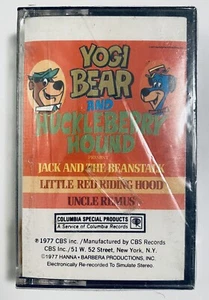 YOGI
BEAR
AND
HUCKLEBERRY
HOUND
JACK AND THE BEANSTACK
LITTLE RED RIDING HOOD
UNCLE REMUS
COLUMBIA SPECIAL PRODUCTS
A Service of Columbia Records
℗1977 CBS inc./Manufactured by CBS Records
CBS Inc./51 W. 52 Street, New York, N.Y.
©1977 HANNA • BARBERA PRODUCTIONS, INC.
Electronically Re-recorded To Simulate Stereo.